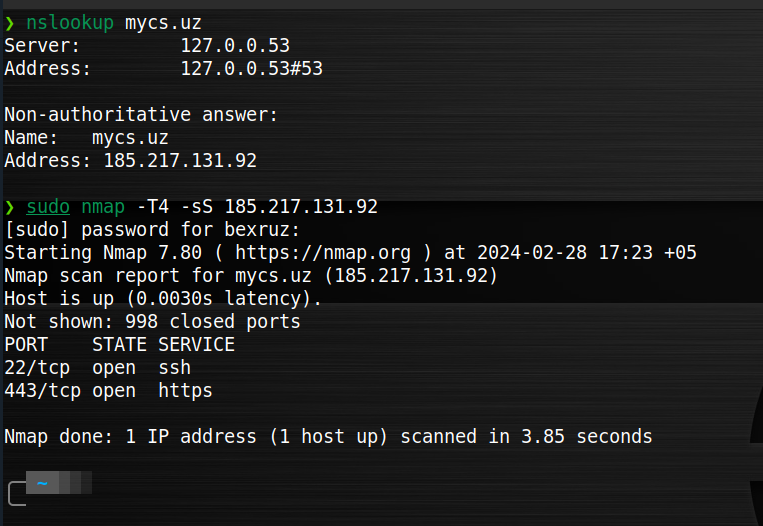 ❯ nslookup mycs.uz
Server:         127.0.0.53
Address:        127.0.0.53#53
Non-authoritative answer:
Name:   mycs.uz
Address: 185.217.131.92
❯ sudo nmap -T4 -sS 185.217.131.92
[sudo] password for bexruz:
Starting Nmap 7.80 ( https://nmap.org ) at 2024-02-28 17:23 +05
Nmap scan report for mycs.uz (185.217.131.92)
Host is up (0.0030s latency).
Not shown: 998 closed ports
PORT    STATE SERVICE
22/tcp  open  ssh
443/tcp open  https
Nmap done: 1 IP address (1 host up) scanned in 3.85 seconds
~